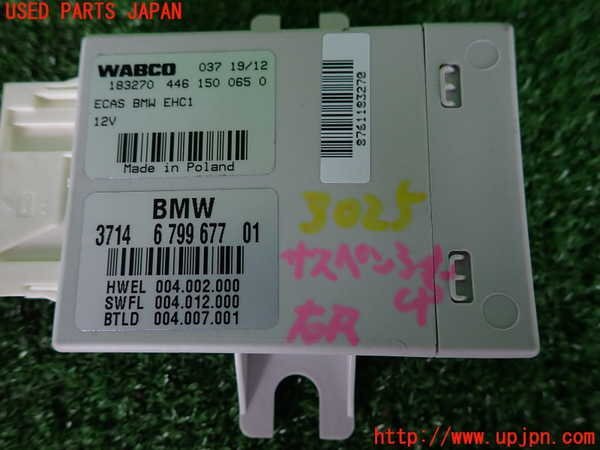 USED PARTS JAPAN
WABCO 037 19/12
183270 446 150 065 0
ECAS BMW EHC1
12V
Made in Poland
8761183270
BMW
3714 6 799 677 01
HWEL 004.002.000
SWFL 004.012.000
BTLD 004.007.001
3025
サスペンション
CP
右R
http://www.upjpn.com/